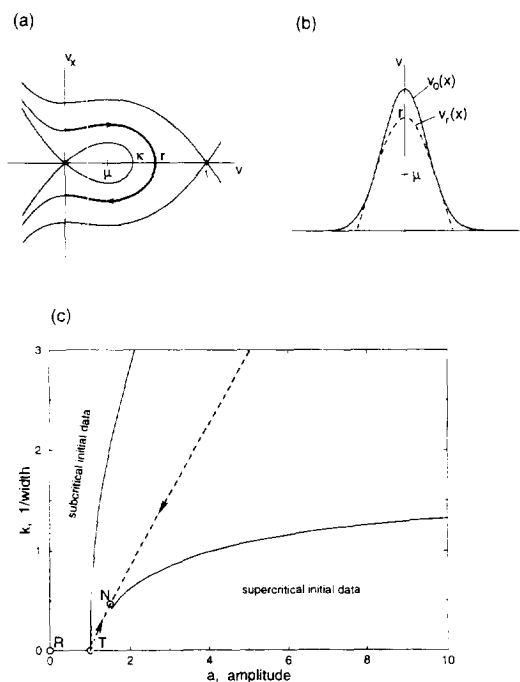 (a)
v_x
κ r
μ
1
v
(b)
v
v_0(x)
r
v_r(x)
μ
(c)
3
2
1
0
k, 1/width
subcritical initial data
N
supercritical initial data
R T
0 2 4 6 8 10
a, amplitude